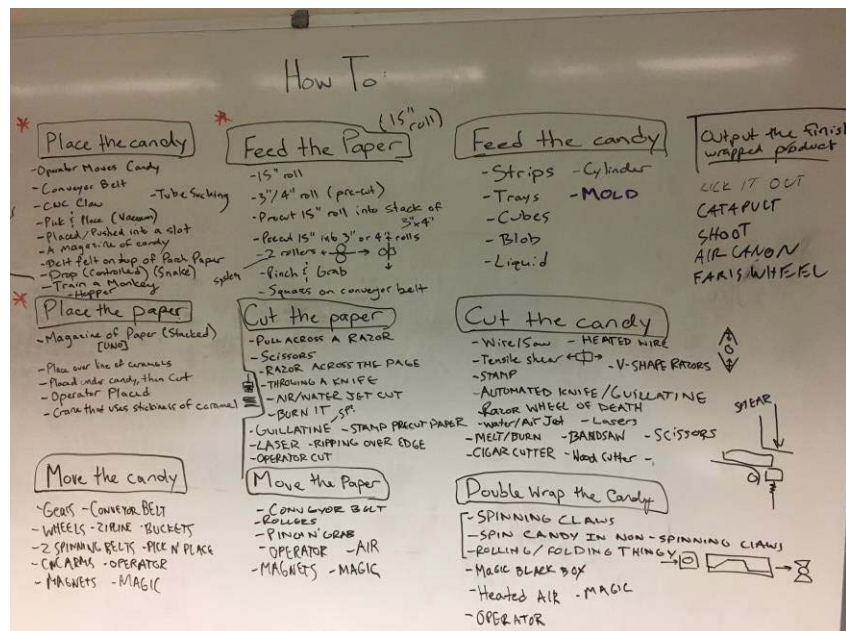 How To:
Place the candy
-Operator Moves Candy
-Conveyor Belt
-CNC Claw -Tube Sucking
-Pick & Place (Vacuum)
-Placed/Pushed into a slot
-A magazine of candy
-Belt felt on top of Parch Paper
-Drop (Controlled) (Snake)
-Train a Monkey
-Hopper
(15" roll)
Feed the Paper
-15" roll
-3"/4" roll (pre-cut)
-Precut 15" roll into stack of
3"x4"
-Precut 15" into 3" or 4" rolls
-2 rollers
system
-Pinch & Grab
-Squares on conveyor belt
Feed the candy
-Strips -Cylinder
-Trays -MOLD
-Cubes
-Blob
-Liquid
Output the finish
wrapped product
IT OUT
CATAPULT
SHOOT
AIR CANON
FARIS WHEEL
Place the paper
-Magazine of Paper (Stacked)
[UNO]
-Place over line of caramels
-Placed under candy, then Cut
-Operator Placed
-Crane that uses stickiness of caramel
Cut the paper
-PULL ACROSS A RAZOR
-SCISSORS
-RAZOR ACROSS THE PAGE
-THROWING A KNIFE
-AIR/WATER JET CUT
-BURN IT
-GUILLATINE -STAMP PRECUT PAPER
-LASER -RIPPING OVER EDGE
-OPERATOR CUT
Cut the candy
-Wire/Saw -HEATED WIRE
-Tensile shear -V-SHAPE RAZORS
-STAMP
-AUTOMATED KNIFE/GUILLATINE
RAZOR WHEEL OF DEATH
-Water/Air Jet -Lasers
-MELT/BURN -BANDSAW -SCISSORS
-CIGAR CUTTER -Wood Cutter -
SHEAR
Move the candy
-Gears -CONVEYOR BELT
-WHEELS -ZIPLINE -BUCKETS
-2 SPINNING BELTS -PICK N' PLACE
-CNC ARMS -OPERATOR
-MAGNETS -MAGIC
Move the Paper
-CONVEYOR BELT
-ROLLERS
-PINCH N' GRAB
-OPERATOR -AIR
-MAGNETS -MAGIC
Double Wrap the Candy
-SPINNING CLAWS
-SPIN CANDY IN NON-SPINNING CLAWS
-ROLLING/FOLDING THINGY
-MAGIC BLACK BOX
-Heated AIR -MAGIC
-OPERATOR